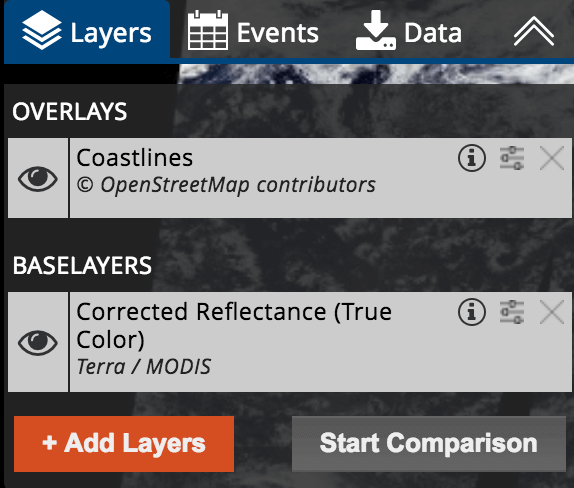 Layers Events Data
OVERLAYS
Coastlines
© OpenStreetMap contributors
BASELAYERS
Corrected Reflectance (True
Color)
Terra / MODIS
+ Add Layers Start Comparison